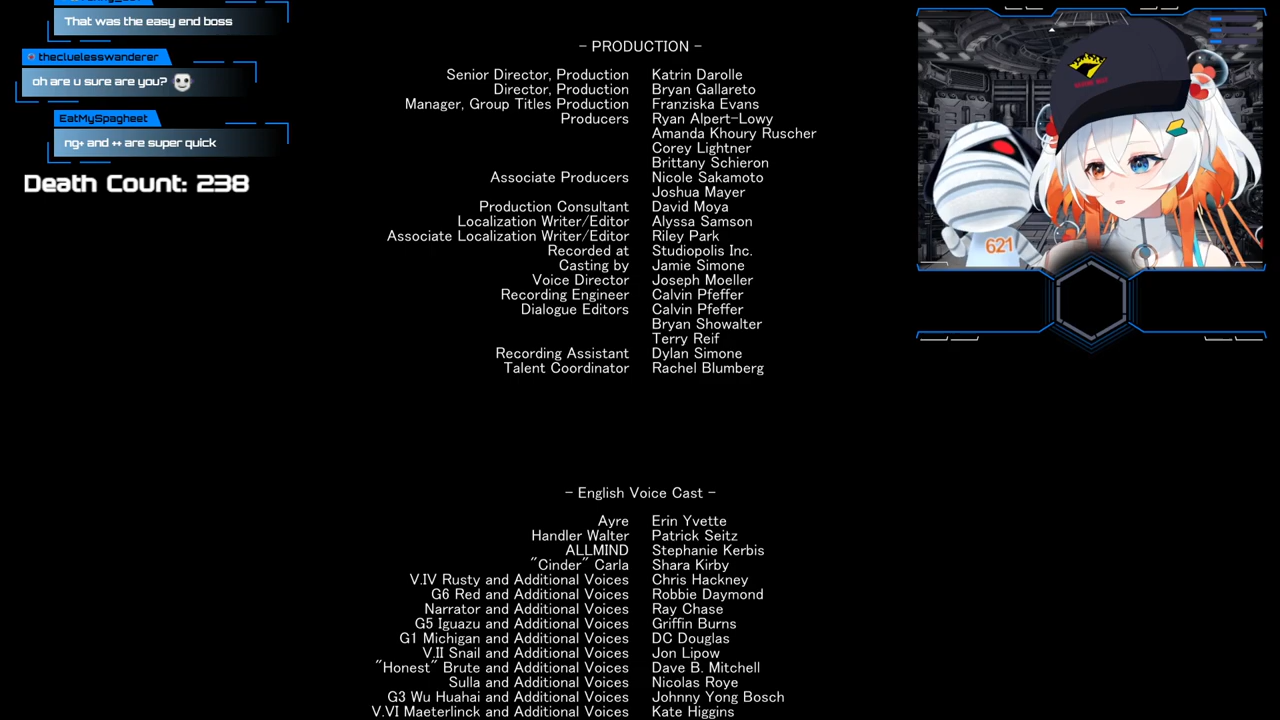 That was the easy end boss
thecluelesswanderer
oh are u sure are you?
EatMySpagheet
ng+ and ++ are super quick
Death Count: 238
- PRODUCTION -
Senior Director, Production Katrin Darolle
Director, Production Bryan Gallareto
Manager, Group Titles Production Franziska Evans
Producers Ryan Alpert-Lowy
Amanda Khoury Ruscher
Corey Lightner
Brittany Schieron
Associate Producers Nicole Sakamoto
Joshua Mayer
Production Consultant David Moya
Localization Writer/Editor Alyssa Samson
Associate Localization Writer/Editor Riley Park
Recorded at Studiopolis Inc.
Casting by Jamie Simone
Voice Director Joseph Moeller
Recording Engineer Calvin Pfeffer
Dialogue Editors Calvin Pfeffer
Bryan Showalter
Terry Reif
Recording Assistant Dylan Simone
Talent Coordinator Rachel Blumberg
- English Voice Cast -
Ayre Erin Yvette
Handler Walter Patrick Seitz
ALLMIND Stephanie Kerbis
"Cinder" Carla Shara Kirby
V.IV Rusty and Additional Voices Chris Hackney
G6 Red and Additional Voices Robbie Daymond
Narrator and Additional Voices Ray Chase
G5 Iguazu and Additional Voices Griffin Burns
G1 Michigan and Additional Voices DC Douglas
V.II Snail and Additional Voices Jon Lipow
"Honest" Brute and Additional Voices Dave B. Mitchell
Sulla and Additional Voices Nicolas Roye
G3 Wu Huahai and Additional Voices Johnny Yong Bosch
V.VI Maeterlinck and Additional Voices Kate Higgins
621